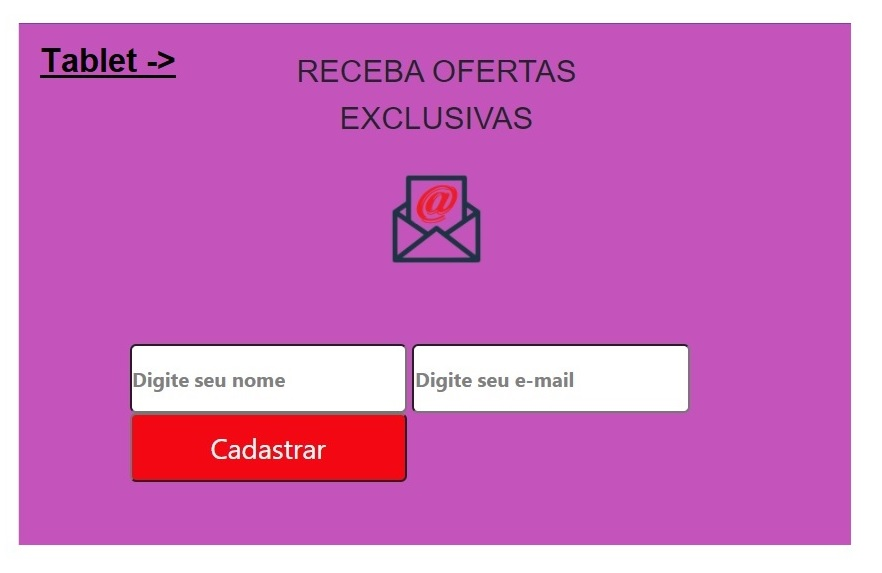 Tablet ->
RECEBA OFERTAS
EXCLUSIVAS
@
Digite seu nome
Digite seu e-mail
Cadastrar